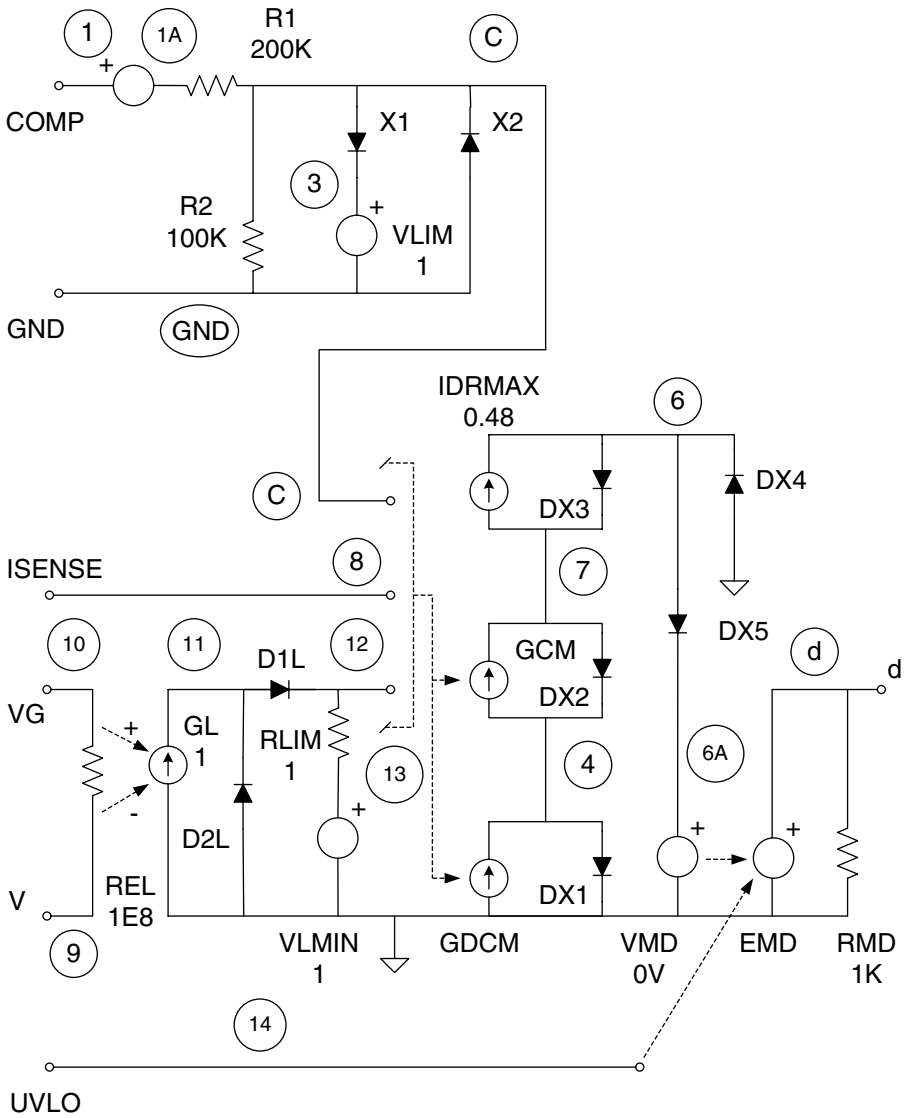 1
1A
R1
200K
C
+
COMP
X1
X2
3
+
R2
100K
VLIM
1
GND
GND
IDRMAX
0.48
6
C
DX3
DX4
ISENSE
8
7
10
11
12
D1L
GCM
DX5
d
d
VG
GL
1
+
DX2
RLIM
1
4
6A
13
-
D2L
+
+
+
V
REL
1E8
DX1
9
VLMIN
1
GDCM
VMD
0V
EMD
RMD
1K
14
UVLO